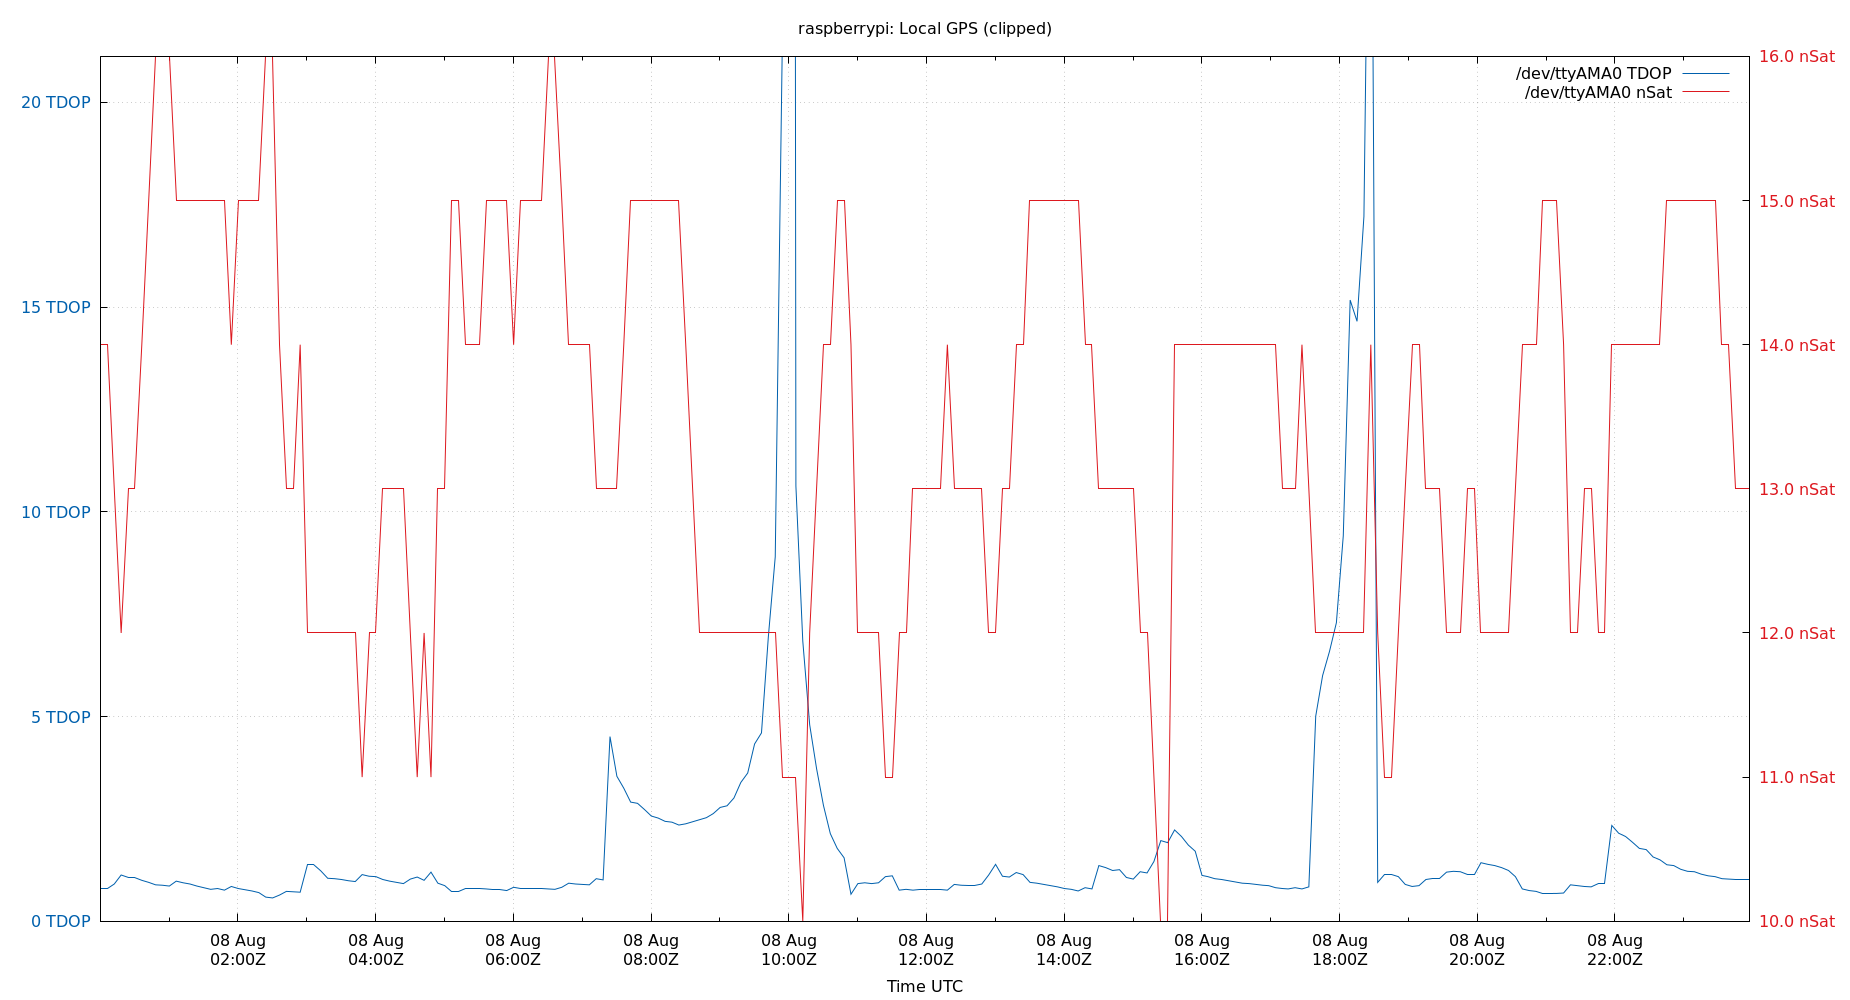 raspberrypi: Local GPS (clipped)
/dev/ttyAMA0 TDOP
/dev/ttyAMA0 nSat
20 TDOP
15 TDOP
10 TDOP
5 TDOP
0 TDOP
16.0 nSat
15.0 nSat
14.0 nSat
13.0 nSat
12.0 nSat
11.0 nSat
10.0 nSat
08 Aug
02:00Z
08 Aug
04:00Z
08 Aug
06:00Z
08 Aug
08:00Z
08 Aug
10:00Z
08 Aug
12:00Z
08 Aug
14:00Z
08 Aug
16:00Z
08 Aug
18:00Z
08 Aug
20:00Z
08 Aug
22:00Z
Time UTC